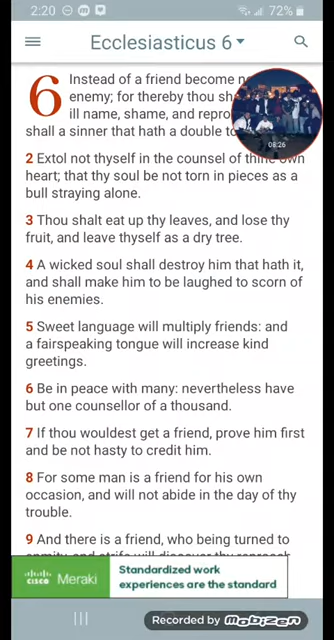 2:20 72%
Ecclesiasticus 6
6 Instead of a friend become
enemy; for thereby thou
ill name, shame, and
shall a sinner that hath a double
08:26
2 Extol not thyself in the counsel of thine own
heart; that thy soul be not torn in pieces as a
bull straying alone.
3 Thou shalt eat up thy leaves, and lose thy
fruit, and leave thyself as a dry tree.
4 A wicked soul shall destroy him that hath it,
and shall make him to be laughed to scorn of
his enemies.
5 Sweet language will multiply friends: and
a fairspeaking tongue will increase kind
greetings.
6 Be in peace with many: nevertheless have
but one counsellor of a thousand.
7 If thou wouldest get a friend, prove him first
and be not hasty to credit him.
8 For some man is a friend for his own
occasion, and will not abide in the day of thy
trouble.
9 And there is a friend, who being turned to
enmity and strife will discover thy reproach
cisco Meraki
Standardized work
experiences are the standard
Recorded by mobizen